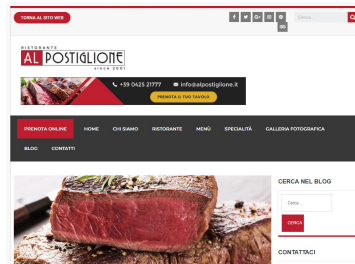 TORNA AL SITO WEB
Cerca...
RISTORANTE
AL POSTIGLIONE
since 2001
+39 0425 21777 info@alpostiglione.it
PRENOTA IL TUO TAVOLO
PRENOTA ONLINE HOME CHI SIAMO RISTORANTE MENÙ SPECIALITÀ GALLERIA FOTOGRAFICA
BLOG CONTATTI
CERCA NEL BLOG
Cerca ...
CERCA
CONTATTACI